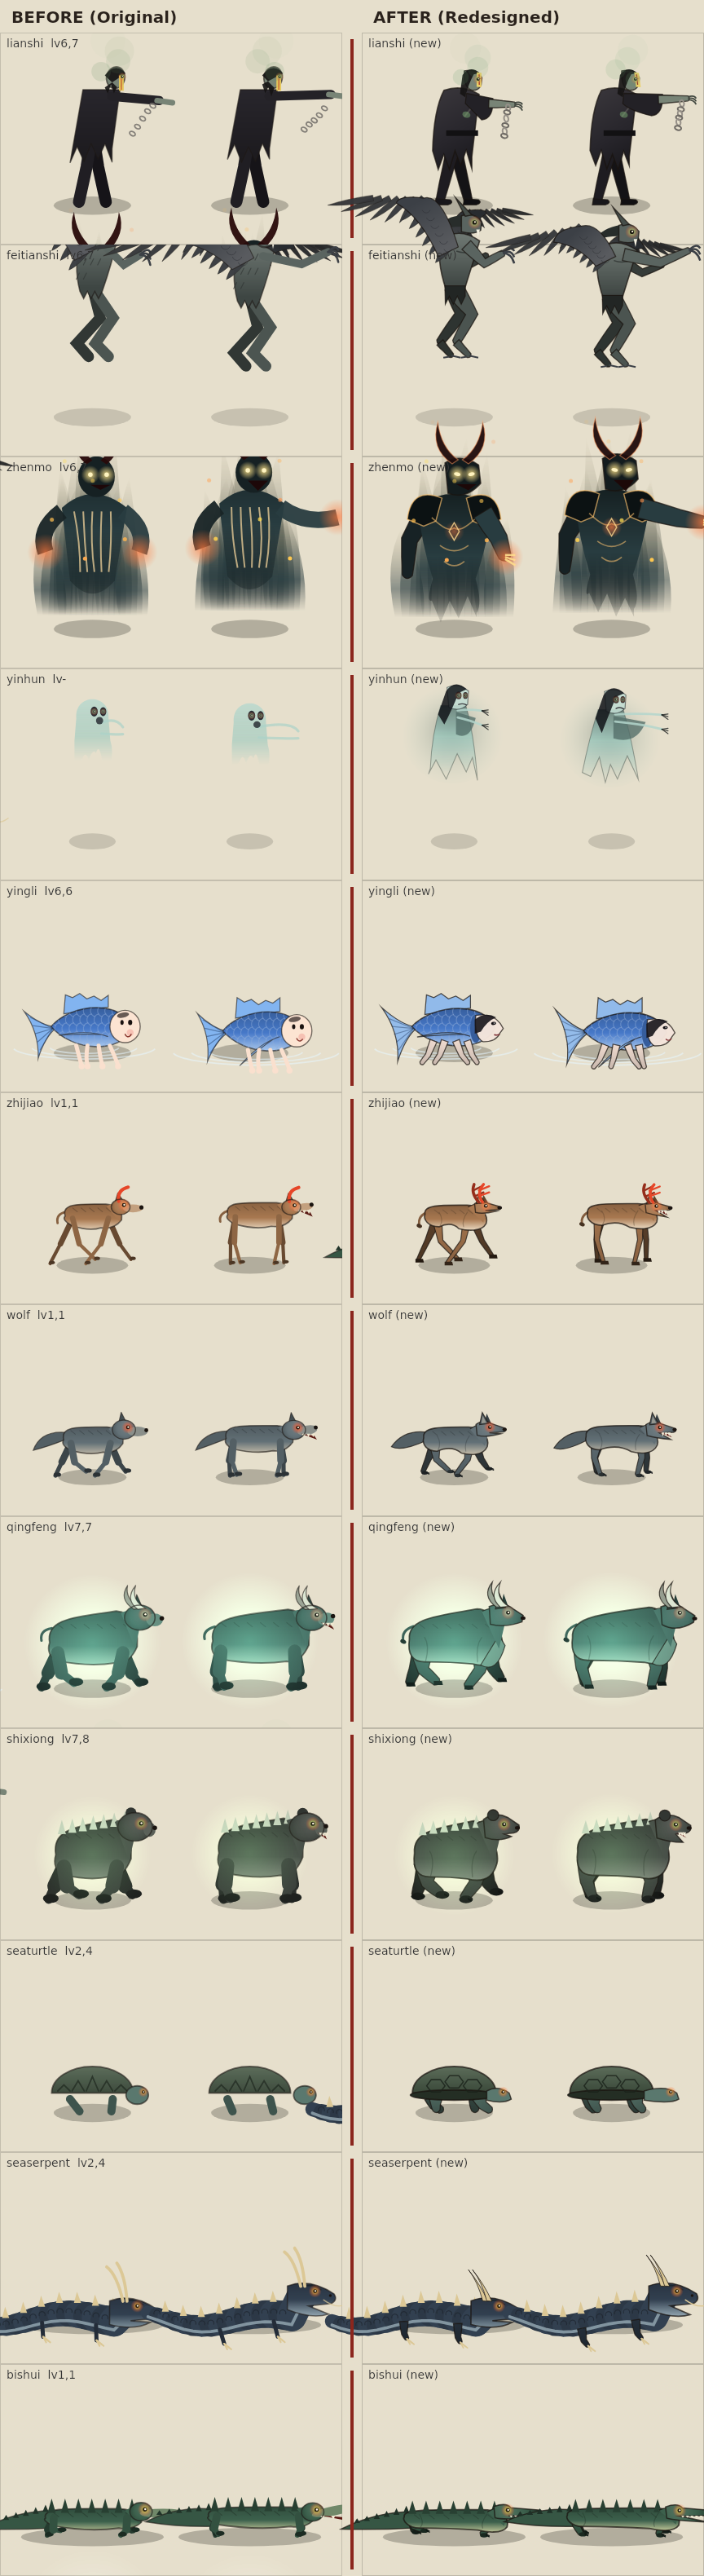 BEFORE (Original)
AFTER (Redesigned)
lianshi lv6,7
lianshi (new)
feitianshi lv6,7
feitianshi (new)
zhenmo lv6,
zhenmo (new
yinhun lv-
yinhun (new)
yingli lv6,6
yingli (new)
zhijiao lv1,1
zhijiao (new)
wolf lv1,1
wolf (new)
qingfeng lv7,7
qingfeng (new)
shixiong lv7,8
shixiong (new)
seaturtle lv2,4
seaturtle (new)
seaserpent lv2,4
seaserpent (new)
bishui lv1,1
bishui (new)